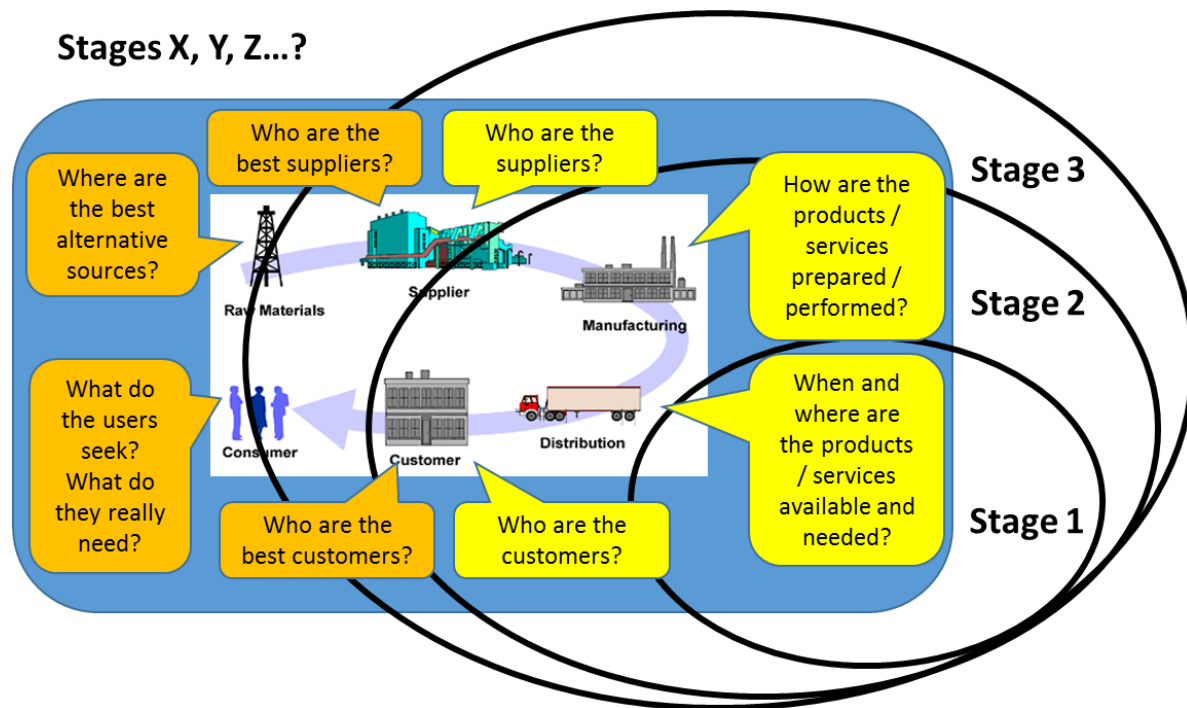 Stages X, Y, Z...?
Who are the
best suppliers?
Who are the
suppliers?
Where are
the best
alternative
sources?
How are the
products /
services
prepared /
performed?
Stage 3
Stage 2
Raw Materials
Supplier
Manufacturing
What do
the users
seek?
What do
they really
need?
Consumer
Customer
Distribution
When and
where are
the products
/ services
available and
needed?
Stage 1
Who are the
best customers?
Who are the
customers?